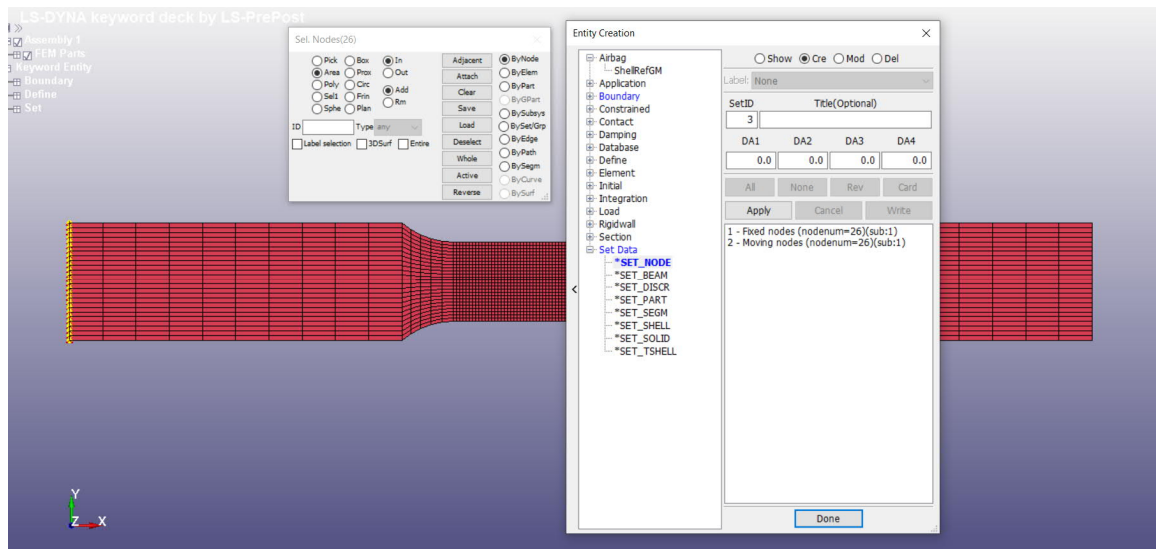 LS-DYNA keyword deck by LS-PrePost
Assembly 1
FEM Parts
Keyword Entity
Boundary
Define
Set
Sel. Nodes(26)
Pick Box In
Area Prox Out
Poly Circ
Sel1 Frin Add
Sphe Plan Rm
ID Type any
Label selection 3DSurf Entire
Adjacent
Attach
Clear
Save
Load
Deselect
Whole
Active
Reverse
ByNode
ByElem
ByPart
ByGPart
BySubsys
BySet/Grp
ByEdge
ByPath
BySegm
ByCurve
BySurf
Entity Creation
Airbag
ShellRefGM
Application
Boundary
Constrained
Contact
Damping
Database
Define
Element
Initial
Integration
Load
Rigidwall
Section
Set Data
*SET_NODE
*SET_BEAM
*SET_DISCR
*SET_PART
*SET_SEGM
*SET_SHELL
*SET_SOLID
*SET_TSHELL
Show Cre Mod Del
Label: None
SetID Title(Optional)
3
DA1 DA2 DA3 DA4
0.0 0.0 0.0 0.0
All None Rev Card
Apply Cancel Write
1 - Fixed nodes (nodenum=26)(sub:1)
2 - Moving nodes (nodenum=26)(sub:1)
Done
Y
Z X